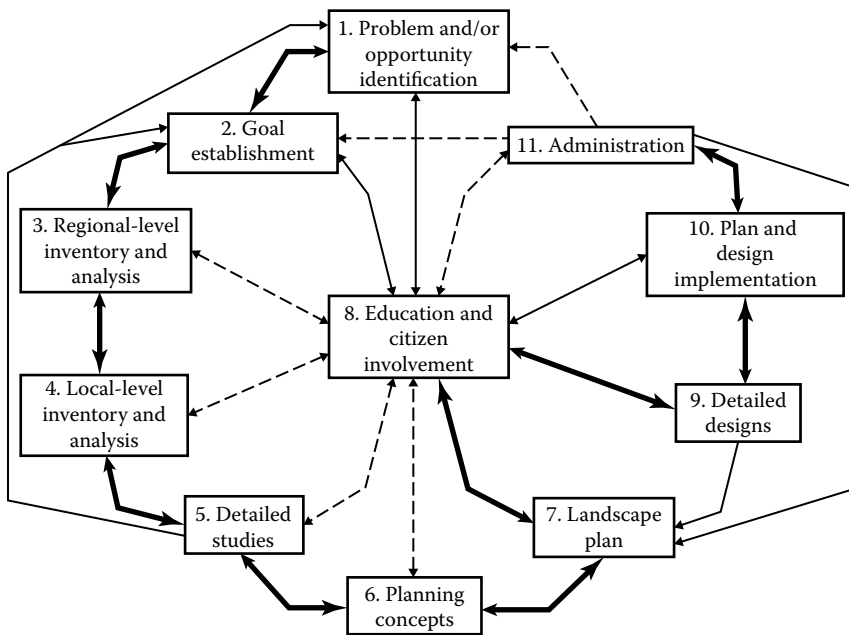 1. Problem and/or
opportunity
identification
2. Goal
establishment
11. Administration
3. Regional-level
inventory and
analysis
10. Plan and
design
implementation
8. Education and
citizen
involvement
4. Local-level
inventory and
analysis
9. Detailed
designs
5. Detailed
studies
7. Landscape
plan
6. Planning
concepts